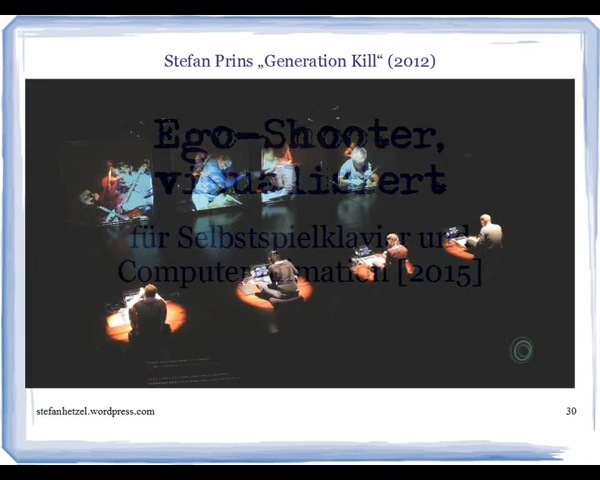 Stefan Prins „Generation Kill“ (2012)
Ego-Shooter,
visualisiert
für Selbstspielklavier und
Computeranimation [2015]
stefanhetzel.wordpress.com
30